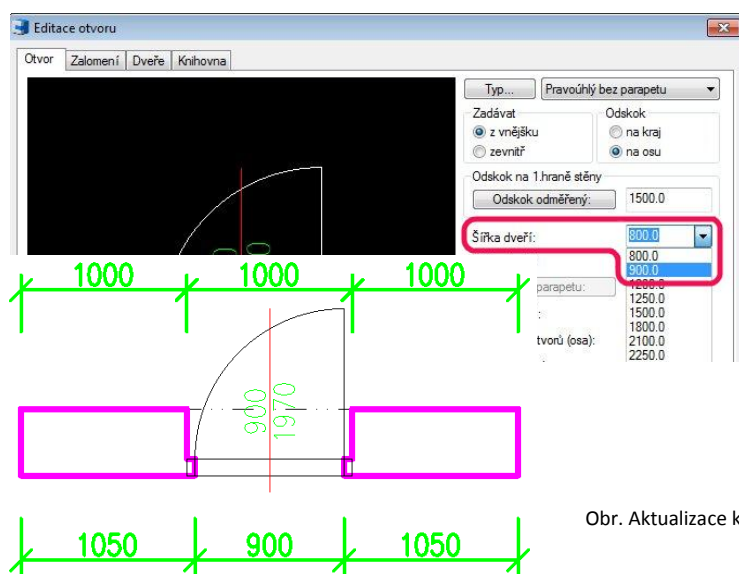 Editace otvoru
Otvor Zalomení Dveře Knihovna
Typ... Pravoúhlý bez parapetu
Zadávat Odskok
z vnějšku na kraj
zevnitř na osu
Odskok na 1.hraně stěny
Odskok odměřený: 1500.0
Šířka dveří: 800.0
800.0
900.0
parapetu:
1250.0
1500.0
1800.0
tvorů (osa): 2100.0
2250.0
1000 1000 1000
900
1970
1050 900 1050
Obr. Aktualizace k